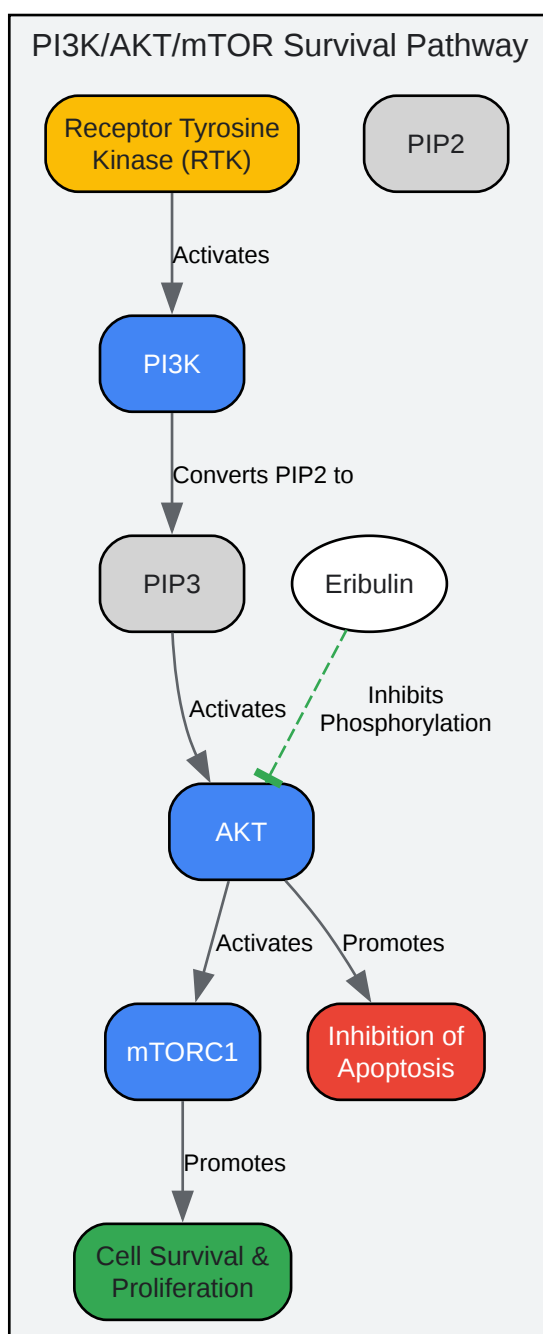 PI3K/AKT/mTOR Survival Pathway
Receptor Tyrosine
Kinase (RTK)
PIP2
Activates
PI3K
Converts PIP2 to
PIP3
Eribulin
Activates
Inhibits
Phosphorylation
AKT
Activates
Promotes
mTORC1
Inhibition of
Apoptosis
Promotes
Cell Survival &
Proliferation